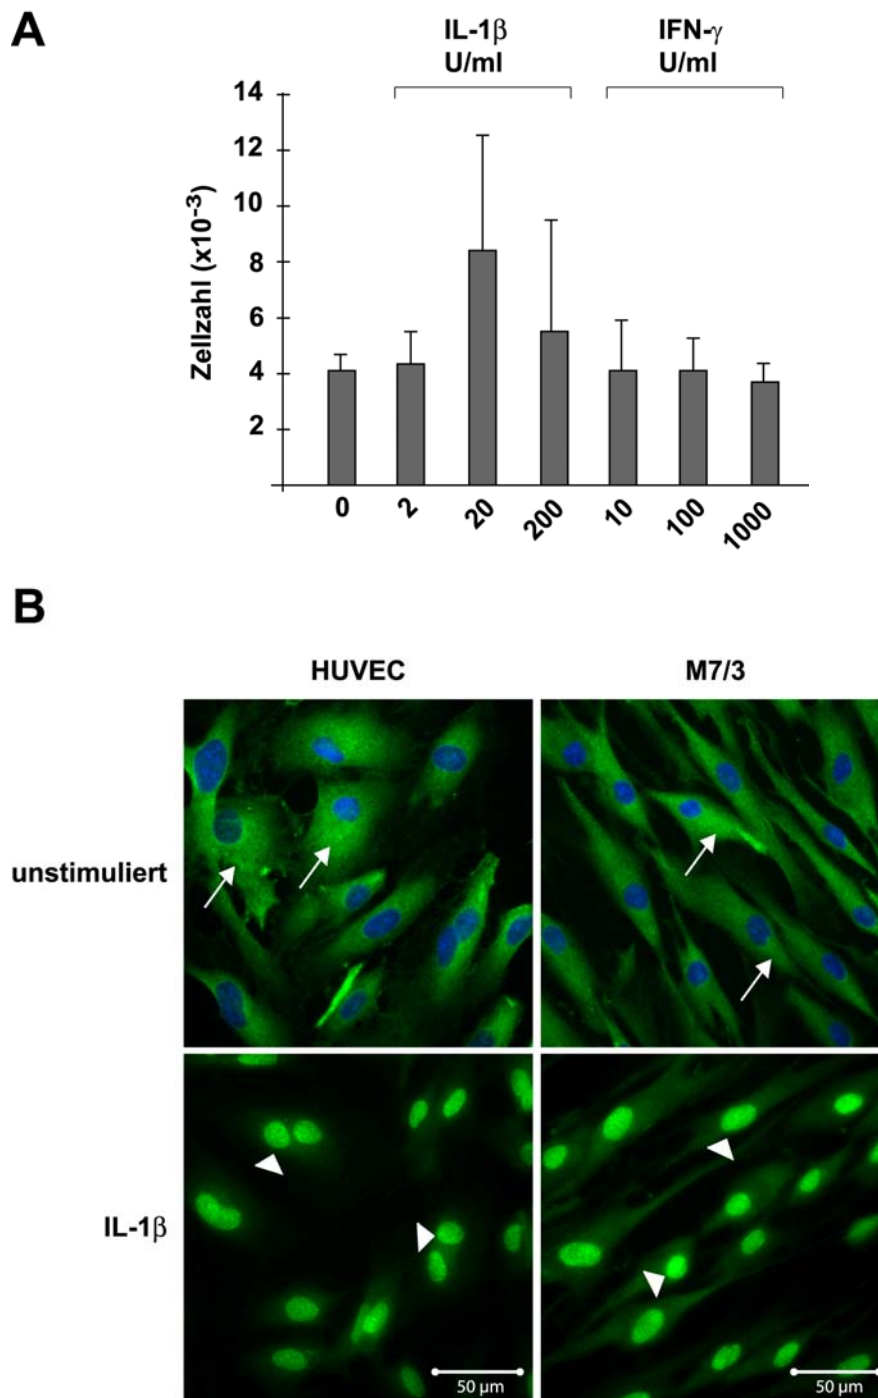 A
IL-1β
U/ml
IFN-γ
U/ml
14
12
10
8
6
4
2
Zellzahl (x10-3)
0
2
20
200
10
100
1000
B
HUVEC
M7/3
unstimuliert
IL-1β
50 µm
50 µm